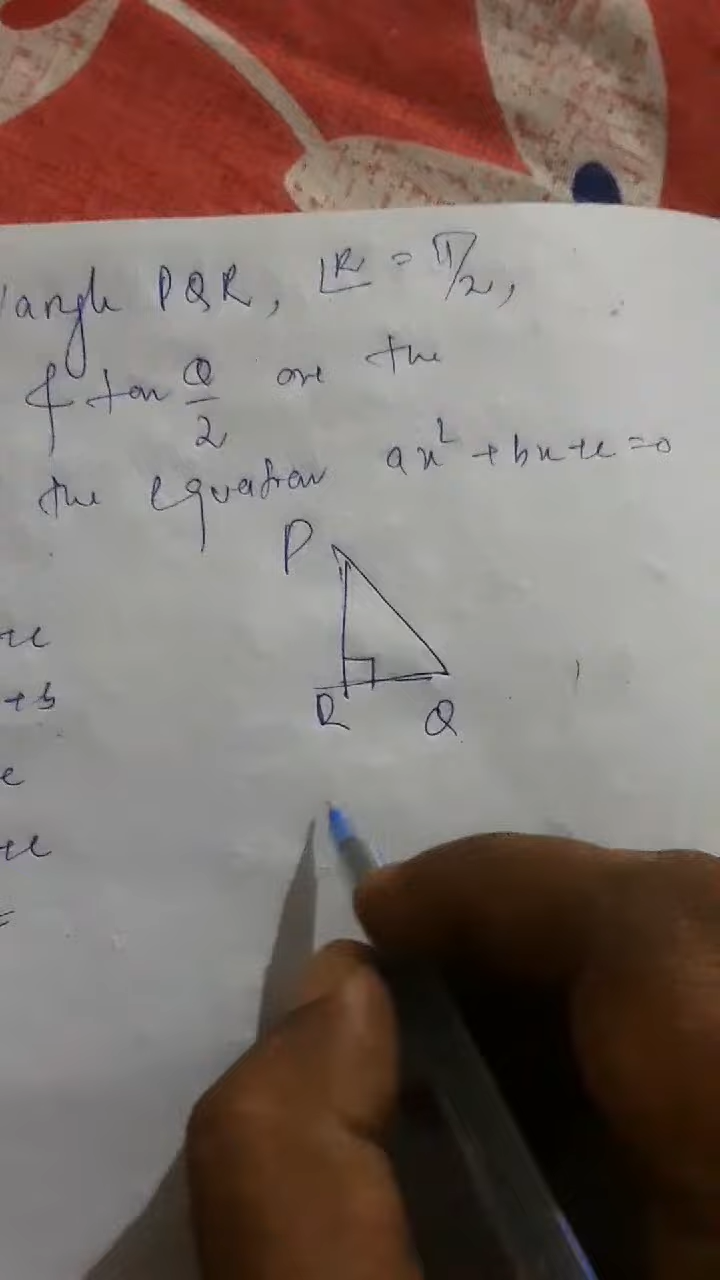 angle PQR, ∠R = π/2,
& tan Q/2 are the
the equation ax² + bx + c = 0
P
+c
+b
c
+c
=
R Q